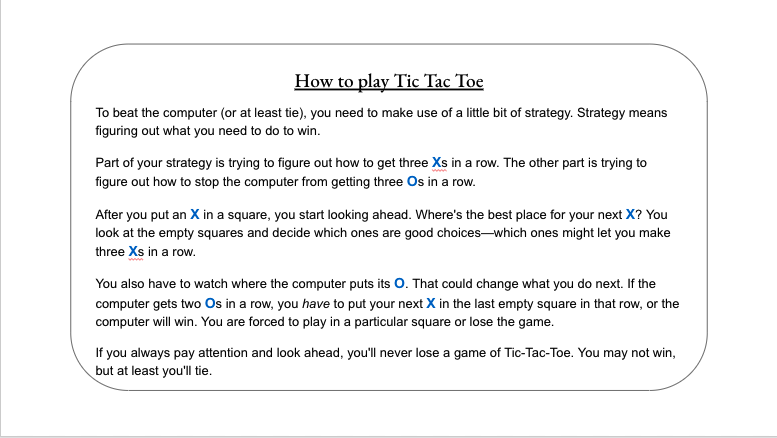 How to play Tic Tac Toe
To beat the computer (or at least tie), you need to make use of a little bit of strategy. Strategy means
figuring out what you need to do to win.
Part of your strategy is trying to figure out how to get three Xs in a row. The other part is trying to
figure out how to stop the computer from getting three Os in a row.
After you put an X in a square, you start looking ahead. Where's the best place for your next X? You
look at the empty squares and decide which ones are good choices—which ones might let you make
three Xs in a row.
You also have to watch where the computer puts its O. That could change what you do next. If the
computer gets two Os in a row, you have to put your next X in the last empty square in that row, or the
computer will win. You are forced to play in a particular square or lose the game.
If you always pay attention and look ahead, you'll never lose a game of Tic-Tac-Toe. You may not win,
but at least you'll tie.